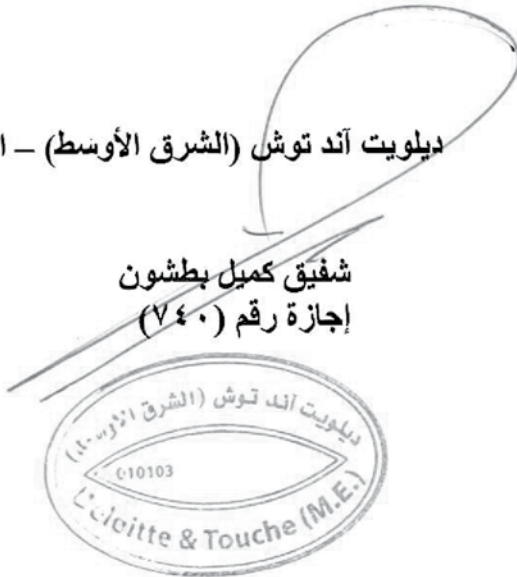 ديلويت آند توش (الشرق الأوسط) – ا
شفيق كميل بطشون
إجازة رقم (٧٤٠)
ديلويت آند توش (الشرق الأوسط)
010103
Deloitte & Touche (M.E.)